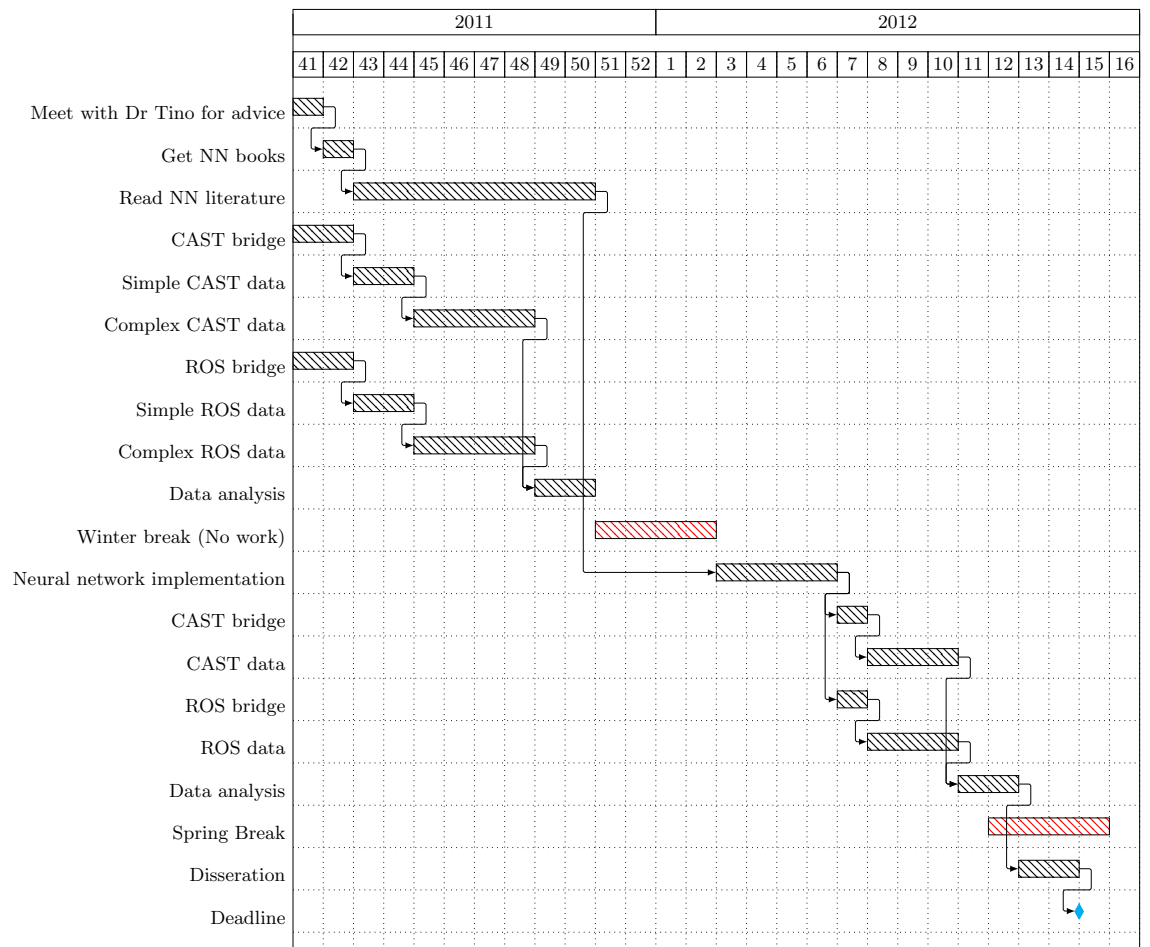 2011 2012
41 42 43 44 45 46 47 48 49 50 51 52 1 2 3 4 5 6 7 8 9 10 11 12 13 14 15 16
Meet with Dr Tino for advice
Get NN books
Read NN literature
CAST bridge
Simple CAST data
Complex CAST data
ROS bridge
Simple ROS data
Complex ROS data
Data analysis
Winter break (No work)
Neural network implementation
CAST bridge
CAST data
ROS bridge
ROS data
Data analysis
Spring Break
Disseration
Deadline